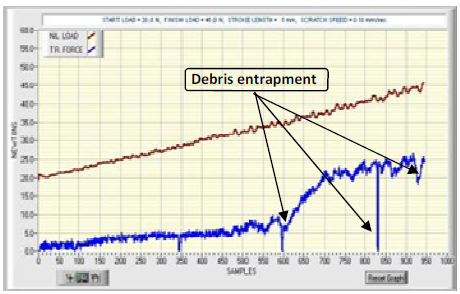 START LOAD = 20.0 N, FINISH LOAD = 40.0 N, STROKE LENGTH = 5 mm, SCRATCH SPEED = 0.10 mm/sec.
NL LOAD
TR FORCE
Debris entrapment
NEWTONS
60.0
55.0
50.0
45.0
40.0
35.0
30.0
25.0
20.0
15.0
10.0
5.0
0.0
0 50 100 150 200 250 300 350 400 450 500 550 600 650 700 750 800 850 900 950 1000
SAMPLES
Reset Graph